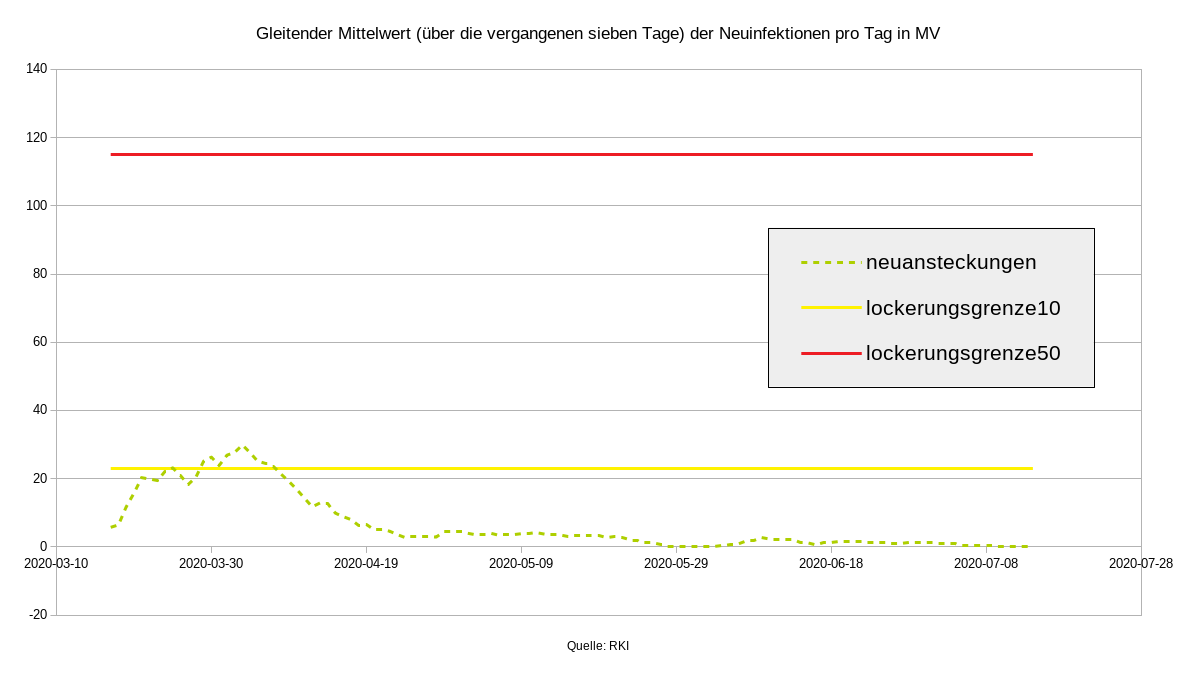 Gleitender Mittelwert (über die vergangenen sieben Tage) der Neuinfektionen pro Tag in MV
140
120
100
80
60
40
20
0
-20
neuansteckungen
lockerungsgrenze10
lockerungsgrenze50
2020-03-10 2020-03-30 2020-04-19 2020-05-09 2020-05-29 2020-06-18 2020-07-08 2020-07-28
Quelle: RKI